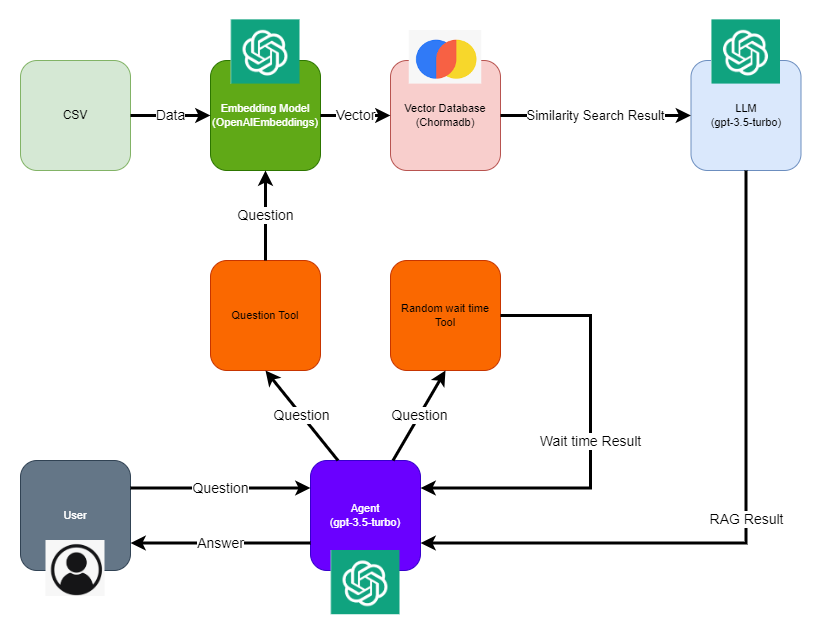 CSV
Data
Embedding Model
(OpenAIEmbeddings)
Vector
Vector Database
(Chormadb)
Similarity Search Result
LLM
(gpt-3.5-turbo)
Question
Question Tool
Random wait time
Tool
Question
Question
Wait time Result
User
Question
Answer
Agent
(gpt-3.5-turbo)
RAG Result